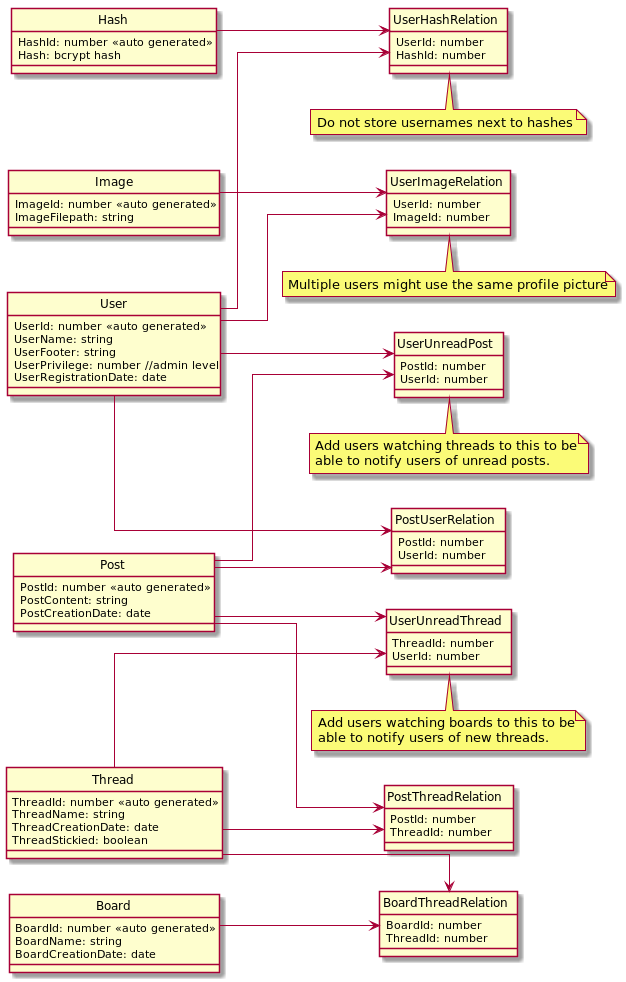 Hash
HashId: number «auto generated»
Hash: bcrypt hash
UserHashRelation
UserId: number
HashId: number
Do not store usernames next to hashes
Image
ImageId: number «auto generated»
ImageFilepath: string
UserImageRelation
UserId: number
ImageId: number
Multiple users might use the same profile picture
User
UserId: number «auto generated»
UserName: string
UserFooter: string
UserPrivilege: number //admin level
UserRegistrationDate: date
UserUnreadPost
PostId: number
UserId: number
Add users watching threads to this to be
able to notify users of unread posts.
PostUserRelation
PostId: number
UserId: number
Post
PostId: number «auto generated»
PostContent: string
PostCreationDate: date
UserUnreadThread
ThreadId: number
UserId: number
Add users watching boards to this to be
able to notify users of new threads.
Thread
ThreadId: number «auto generated»
ThreadName: string
ThreadCreationDate: date
ThreadStickied: boolean
PostThreadRelation
PostId: number
ThreadId: number
Board
BoardId: number «auto generated»
BoardName: string
BoardCreationDate: date
BoardThreadRelation
BoardId: number
ThreadId: number